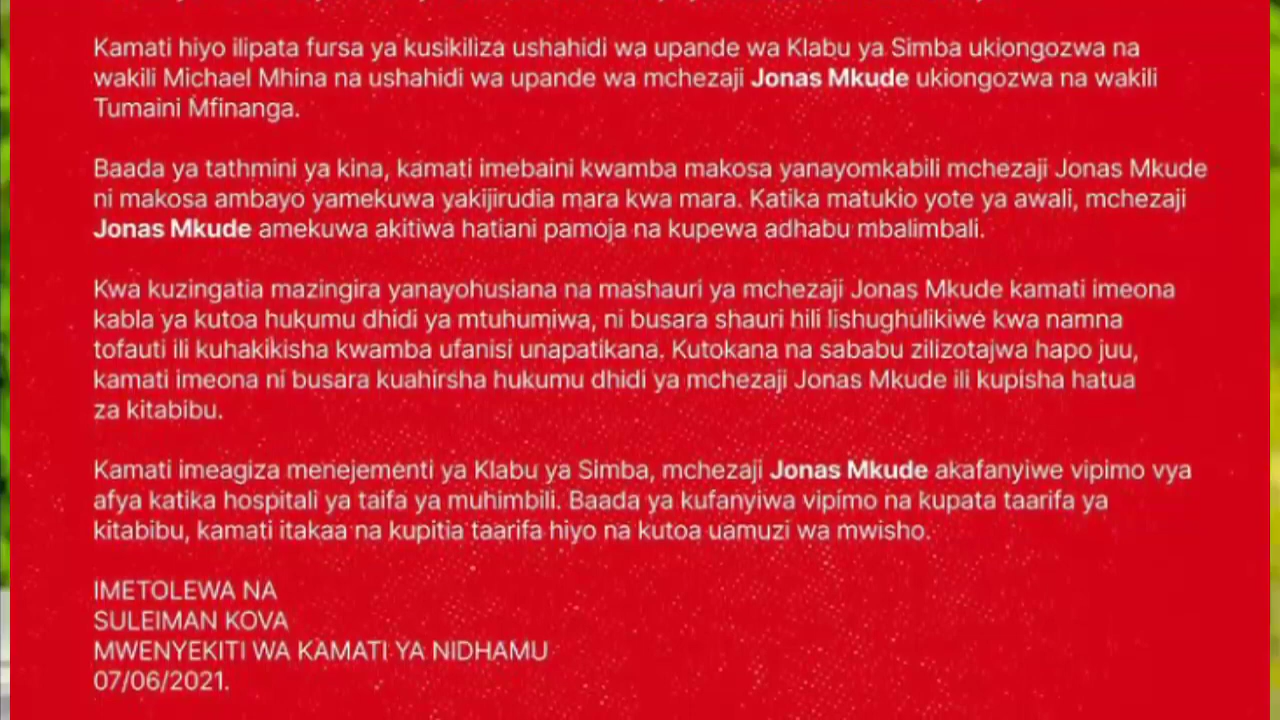 Kamati hiyo ilipata fursa ya kusikiliza ushahidi wa upande wa Klabu ya Simba ukiongozwa na
wakili Michael Mhina na ushahidi wa upande wa mchezaji Jonas Mkude ukiongozwa na wakili
Tumaini Mfinanga.
Baada ya tathmini ya kina, kamati imebaini kwamba makosa yanayomkabili mchezaji Jonas Mkude
ni makosa ambayo yamekuwa yakijirudia mara kwa mara. Katika matukio yote ya awali, mchezaji
Jonas Mkude amekuwa akitiwa hatiani pamoja na kupewa adhabu mbalimbali.
Kwa kuzingatia mazingira yanayohusiana na mashauri ya mchezaji Jonas Mkude kamati imeona
kabla ya kutoa hukumu dhidi ya mtuhumiwa, ni busara shauri hili lishughulikiwe kwa namna
tofauti ili kuhakikisha kwamba ufanisi unapatikana. Kutokana na sababu zilizotajwa hapo juu,
kamati imeona ni busara kuahirsha hukumu dhidi ya mchezaji Jonas Mkude ili kupisha hatua
za kitabibu.
Kamati imeagiza menejementi ya Klabu ya Simba, mchezaji Jonas Mkude akafanyiwe vipimo vya
afya katika hospitali ya taifa ya muhimbili. Baada ya kufanyiwa vipimo na kupata taarifa ya
kitabibu, kamati itakaa na kupitia taarifa hiyo na kutoa uamuzi wa mwisho.
IMETOLEWA NA
SULEIMAN KOVA
MWENYEKITI WA KAMATI YA NIDHAMU
07/06/2021.